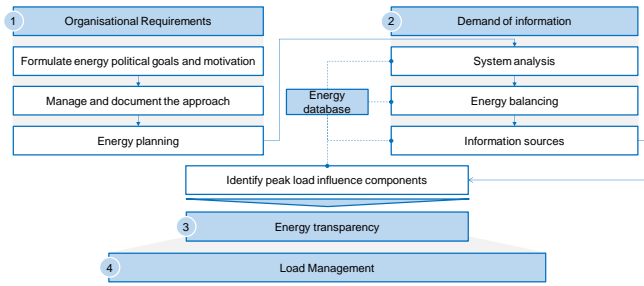 1
Organisational Requirements
Formulate energy political goals and motivation
Manage and document the approach
Energy planning
2
Demand of information
System analysis
Energy balancing
Information sources
Energy
database
Identify peak load influence components
3
Energy transparency
4
Load Management